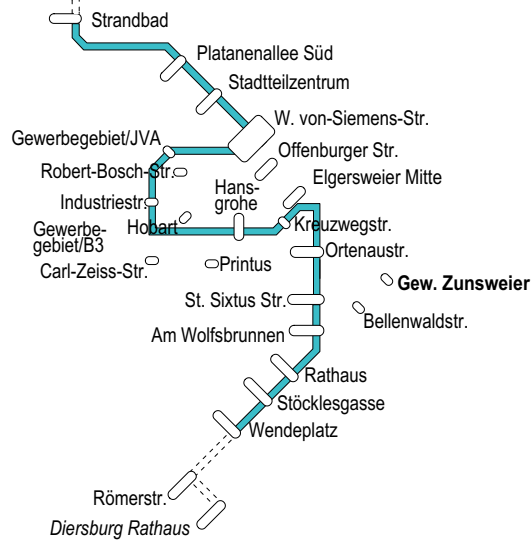 Strandbad
Platanenallee Süd
Stadtteilzentrum
W. von-Siemens-Str.
Gewerbegebiet/JVA
Offenburger Str.
Robert-Bosch-Str.
Elgersweier Mitte
Hans-
grohe
Industriestr.
Hobart
Kreuzwegstr.
Gewerbe-
gebiet/B3
Ortenaustr.
Carl-Zeiss-Str.
Printus
Gew. Zunsweier
St. Sixtus Str.
Bellenwaldstr.
Am Wolfsbrunnen
Rathaus
Stöcklesgasse
Wendeplatz
Römerstr.
Diersburg Rathaus